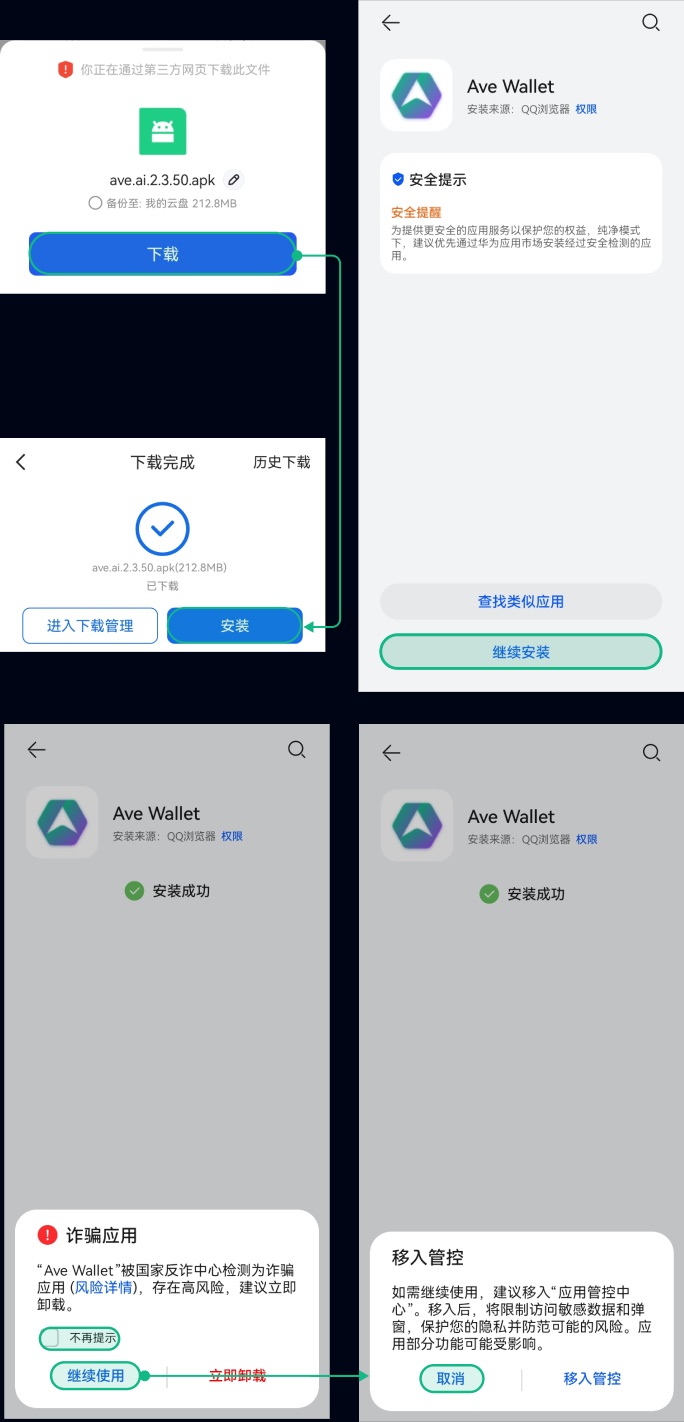 你正在通过第三方网页下载此文件
ave.ai.2.3.50.apk
备份至: 我的云盘 212.8MB
下载
下载完成
历史下载
ave.ai.2.3.50.apk(212.8MB)
已下载
进入下载管理
安装
Ave Wallet
安装来源: QQ浏览器 权限
安全提示
安全提醒
为提供更安全的应用服务以保护您的权益，纯净模式
下，建议优先通过华为应用市场安装经过安全检测的应
用。
查找类似应用
继续安装
Ave Wallet
安装来源: QQ浏览器 权限
安装成功
诈骗应用
“Ave Wallet”被国家反诈中心检测为诈骗
应用 (风险详情)，存在高风险，建议立即
卸载。
不再提示
继续使用
立即卸载
Ave Wallet
安装来源: QQ浏览器 权限
安装成功
移入管控
如需继续使用，建议移入“应用管控中
心”。移入后，将限制访问敏感数据和弹
窗，保护您的隐私并防范可能的风险。应
用部分功能可能受影响。
取消
移入管控